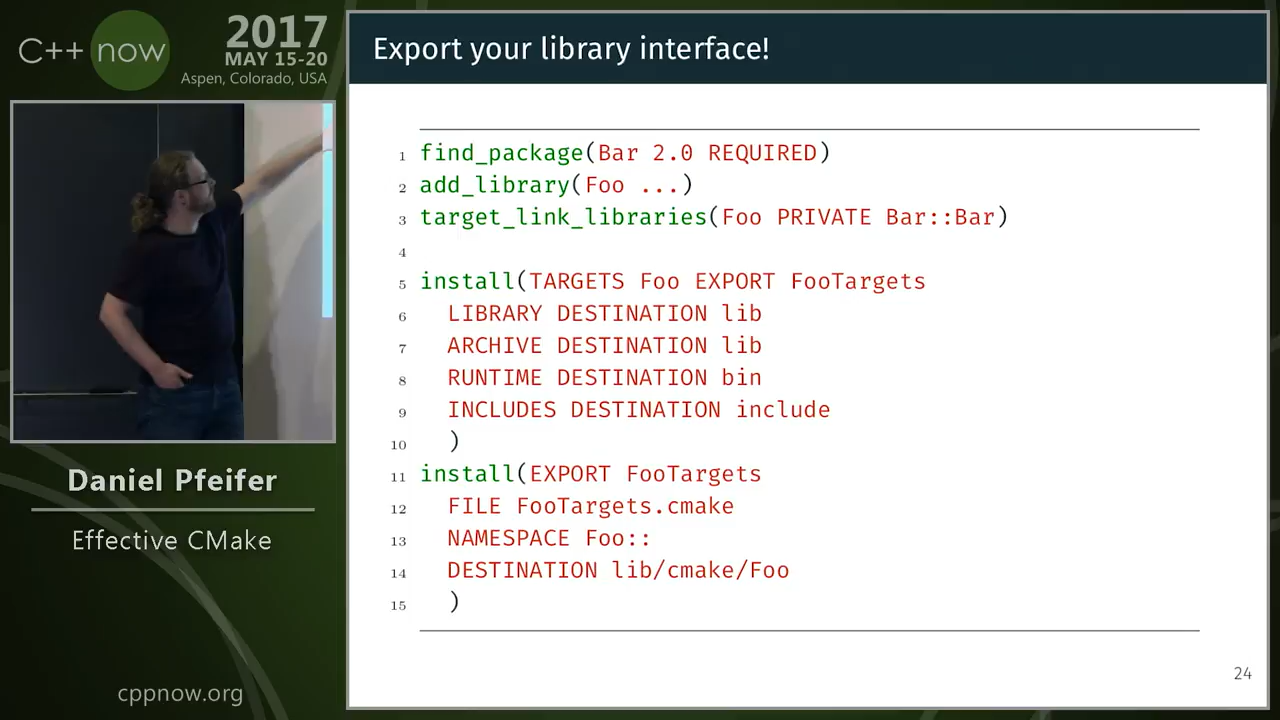 C++ now
2017
MAY 15-20
Aspen, Colorado, USA
Daniel Pfeifer
Effective CMake
cppnow.org
Export your library interface!
1 find_package(Bar 2.0 REQUIRED)
2 add_library(Foo ...)
3 target_link_libraries(Foo PRIVATE Bar::Bar)
4
5 install(TARGETS Foo EXPORT FooTargets
6 LIBRARY DESTINATION lib
7 ARCHIVE DESTINATION lib
8 RUNTIME DESTINATION bin
9 INCLUDES DESTINATION include
10 )
11 install(EXPORT FooTargets
12 FILE FooTargets.cmake
13 NAMESPACE Foo::
14 DESTINATION lib/cmake/Foo
15 )
24